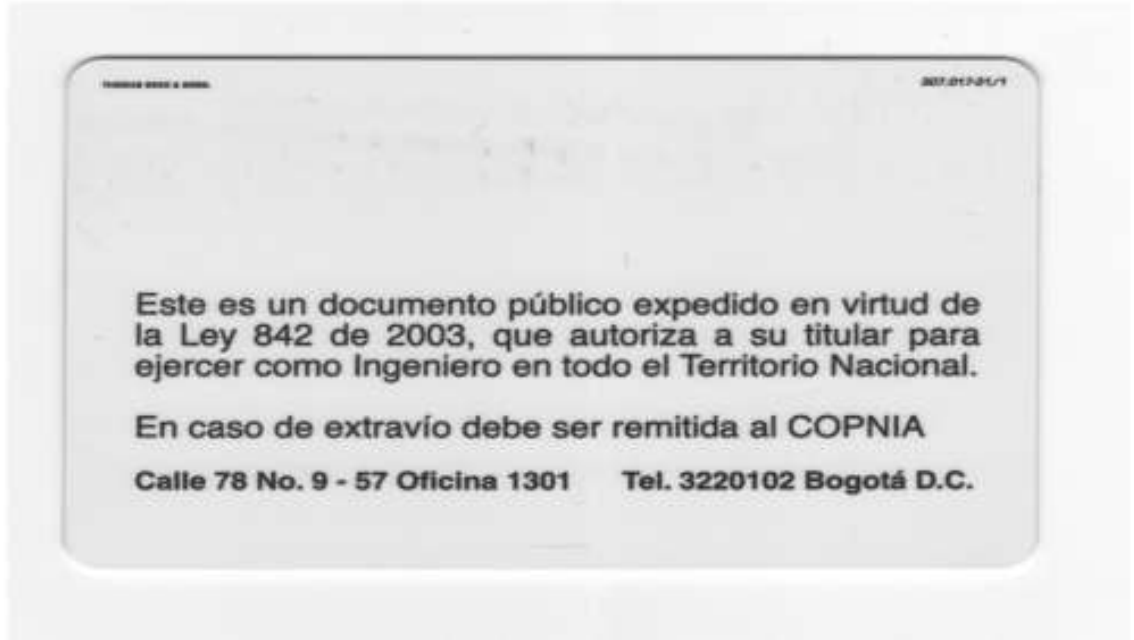 Este es un documento público expedido en virtud de
la Ley 842 de 2003, que autoriza a su titular para
ejercer como Ingeniero en todo el Territorio Nacional.
En caso de extravío debe ser remitida al COPNIA
Calle 78 No. 9 - 57 Oficina 1301 Tel. 3220102 Bogotá D.C.